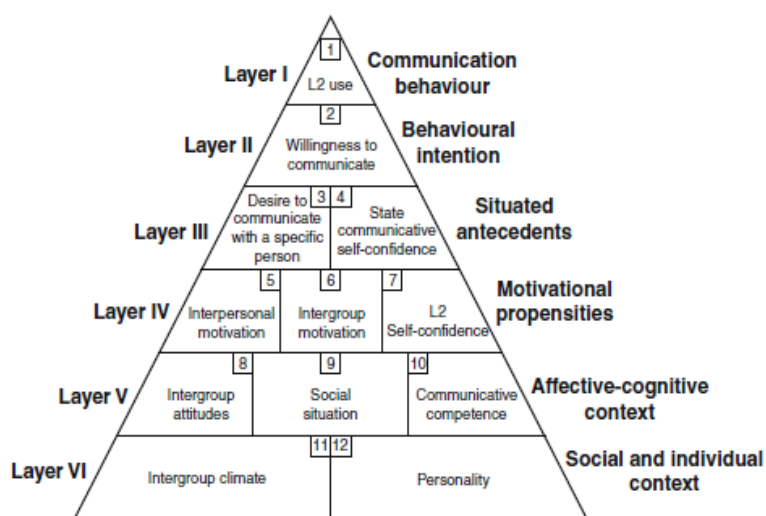 1
Layer I
L2 use
Communication
behaviour
2
Layer II
Willingness to
communicate
Behavioural
intention
3
4
Layer III
Desire to
communicate
with a specific
person
State
communicative
self-confidence
Situated
antecedents
5
6
7
Layer IV
Interpersonal
motivation
Intergroup
motivation
L2
Self-confidence
Motivational
propensities
8
9
10
Layer V
Intergroup
attitudes
Social
situation
Communicative
competence
Affective-cognitive
context
11
12
Layer VI
Intergroup climate
Personality
Social and individual
context